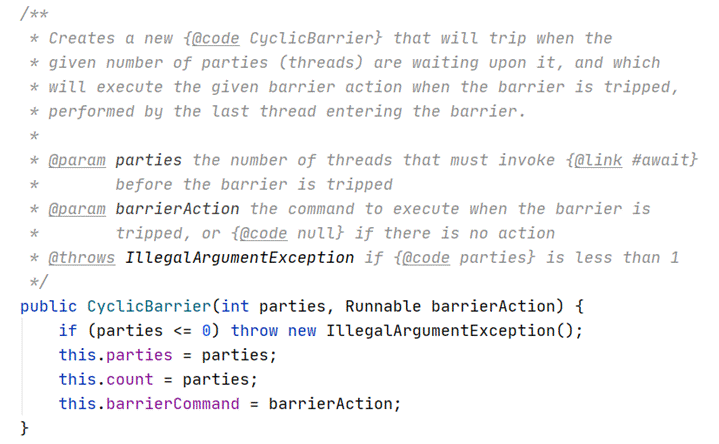 /**
 * Creates a new {@code CyclicBarrier} that will trip when the
 * given number of parties (threads) are waiting upon it, and which
 * will execute the given barrier action when the barrier is tripped,
 * performed by the last thread entering the barrier.
 *
 * @param parties the number of threads that must invoke {@link #await}
 *        before the barrier is tripped
 * @param barrierAction the command to execute when the barrier is
 *        tripped, or {@code null} if there is no action
 * @throws IllegalArgumentException if {@code parties} is less than 1
 */
public CyclicBarrier(int parties, Runnable barrierAction) {
    if (parties <= 0) throw new IllegalArgumentException();
    this.parties = parties;
    this.count = parties;
    this.barrierCommand = barrierAction;
}